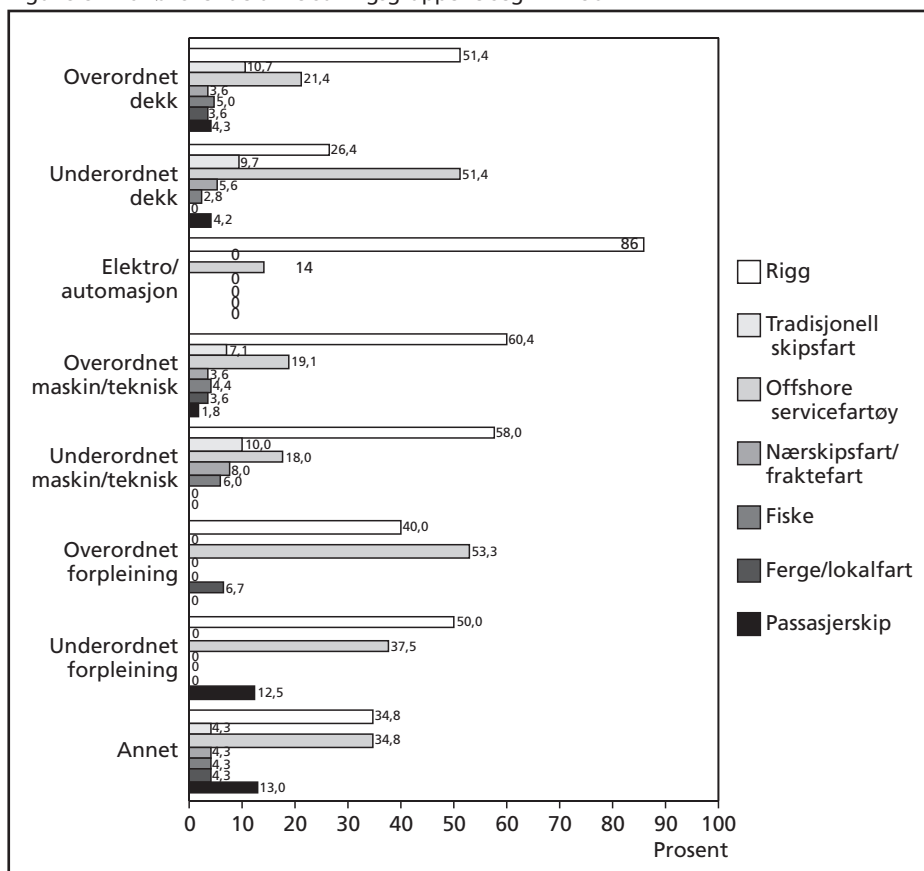 Overordnet
dekk
51,4
10,7
21,4
3,6
5,0
3,6
4,3
Underordnet
dekk
26,4
9,7
51,4
5,6
2,8
0
4,2
Elektro/
automasjon
86
0
14
0
0
0
0
Overordnet
maskin/teknisk
60,4
7,1
19,1
3,6
4,4
3,6
1,8
Underordnet
maskin/teknisk
58,0
10,0
18,0
8,0
6,0
0
0
Overordnet
forpleining
40,0
0
53,3
0
0
6,7
0
Underordnet
forpleining
50,0
0
37,5
0
0
0
12,5
Annet
34,8
4,3
34,8
4,3
4,3
4,3
13,0
0 10 20 30 40 50 60 70 80 90 100
Prosent
Rigg
Tradisjonell
skipsfart
Offshore
servicefartøy
Nærskipsfart/
fraktefart
Fiske
Ferge/lokalfart
Passasjerskip